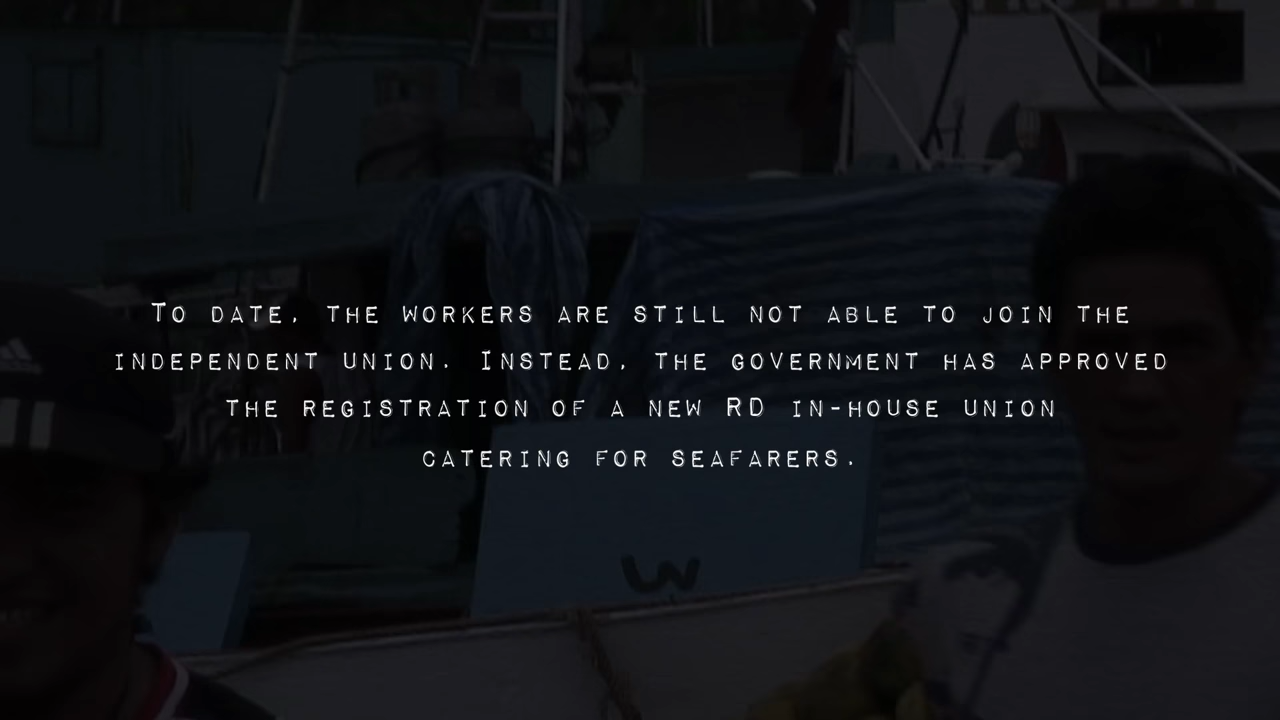 To date, the workers are still not able to join the
independent union. Instead, the government has approved
the registration of a new RD in-house union
catering for seafarers.